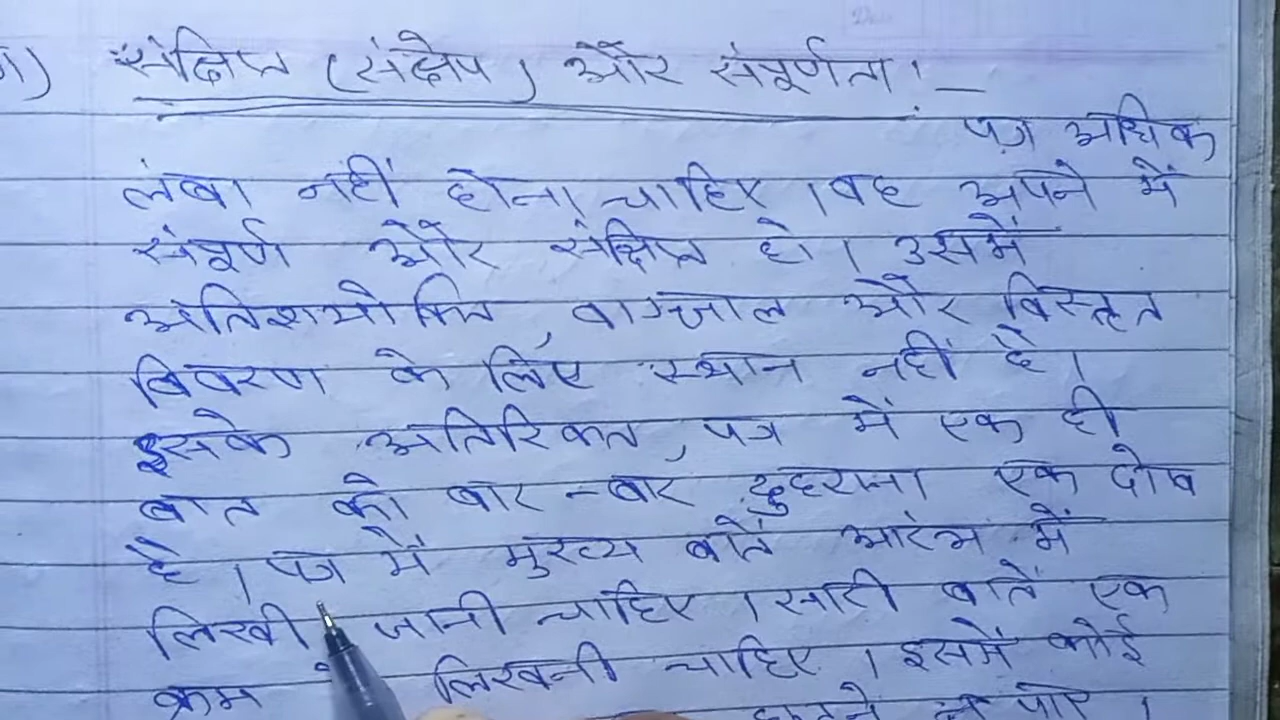 ग) संक्षिप्त (संक्षेप) और संपूर्णता :—
पत्र अधिक
लंबा नहीं होना चाहिए । वह अपने में
संपूर्ण और संक्षिप्त हो । उसमें
अतिशयोक्ति, वाग्जाल और विस्तृत
विवरण के लिए स्थान नहीं है ।
इसके अतिरिक्त, पत्र में एक ही
बात को बार-बार दुहराना एक दोष
है । पत्र में मुख्य बातें आरंभ में
लिखी जानी चाहिए । सारी बातें एक
क्रम लिखनी चाहिए । इसमें कोई
छूटने न पाए ।